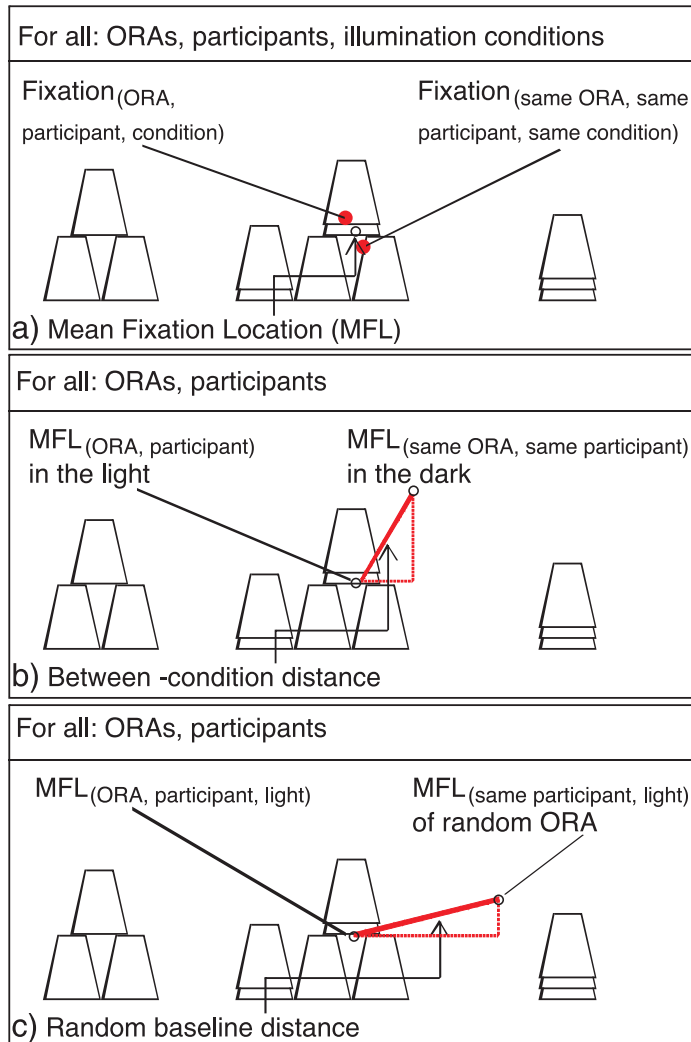 For all: ORAs, participants, illumination conditions
Fixation(ORA,
participant, condition)
Fixation(same ORA, same
participant, same condition)
a) Mean Fixation Location (MFL)
For all: ORAs, participants
MFL(ORA, participant)
in the light
MFL(same ORA, same participant)
in the dark
b) Between -condition distance
For all: ORAs, participants
MFL(ORA, participant, light)
MFL(same participant, light)
of random ORA
c) Random baseline distance